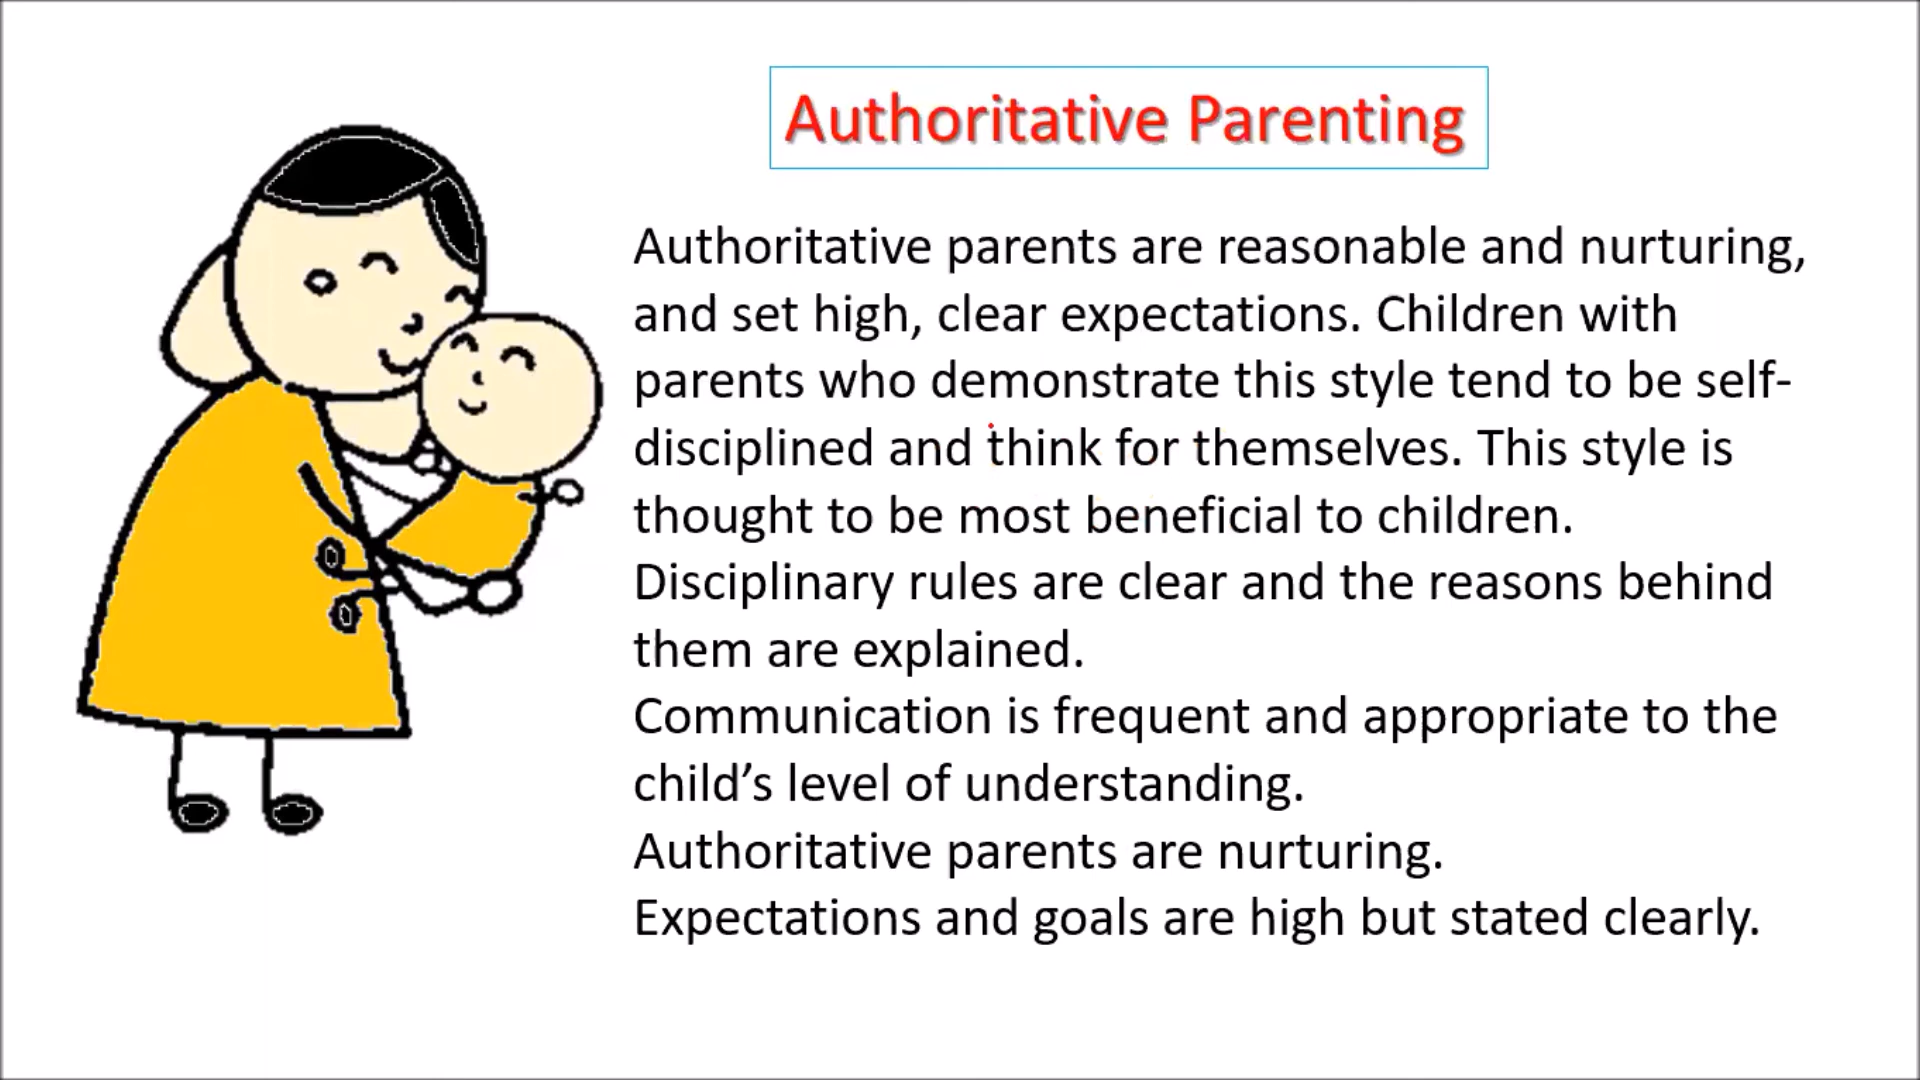 Authoritative Parenting
Authoritative parents are reasonable and nurturing,
and set high, clear expectations. Children with
parents who demonstrate this style tend to be self-
disciplined and think for themselves. This style is
thought to be most beneficial to children.
Disciplinary rules are clear and the reasons behind
them are explained.
Communication is frequent and appropriate to the
child’s level of understanding.
Authoritative parents are nurturing.
Expectations and goals are high but stated clearly.